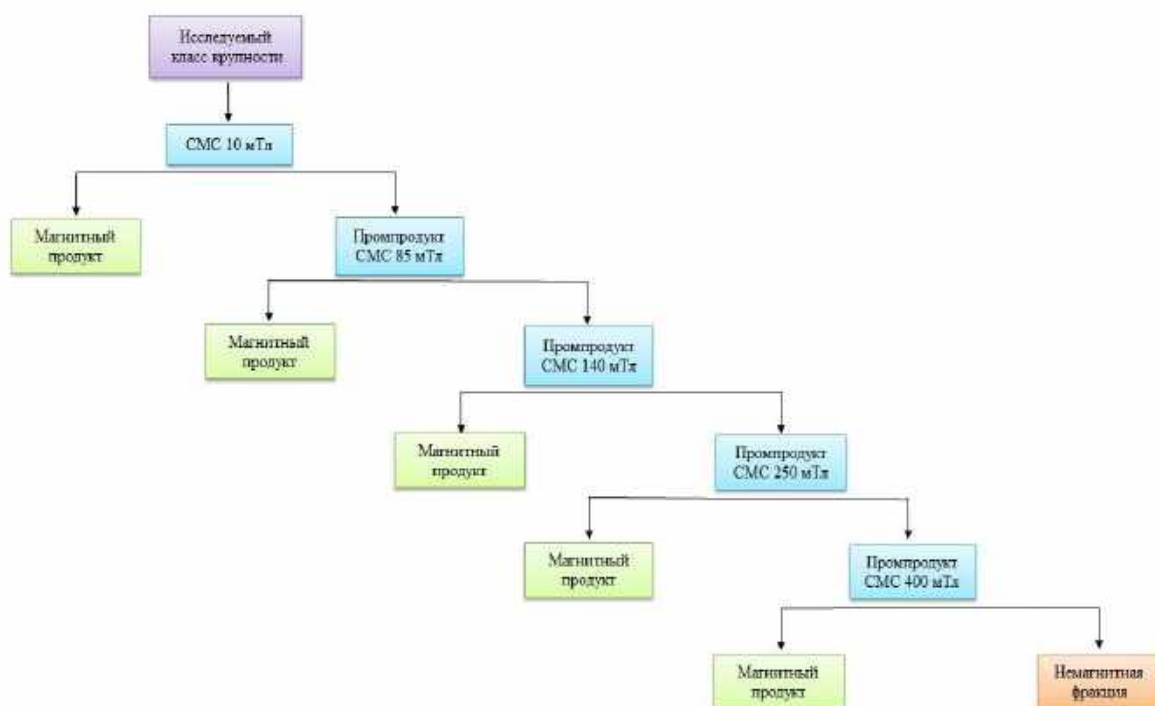 Исследуемый
класс крупности
СМС 10 мТл
Магнитный
продукт
Промпродукт
СМС 85 мТл
Магнитный
продукт
Промпродукт
СМС 140 мТл
Магнитный
продукт
Промпродукт
СМС 250 мТл
Магнитный
продукт
Промпродукт
СМС 400 мТл
Магнитный
продукт
Немагнитная
фракция